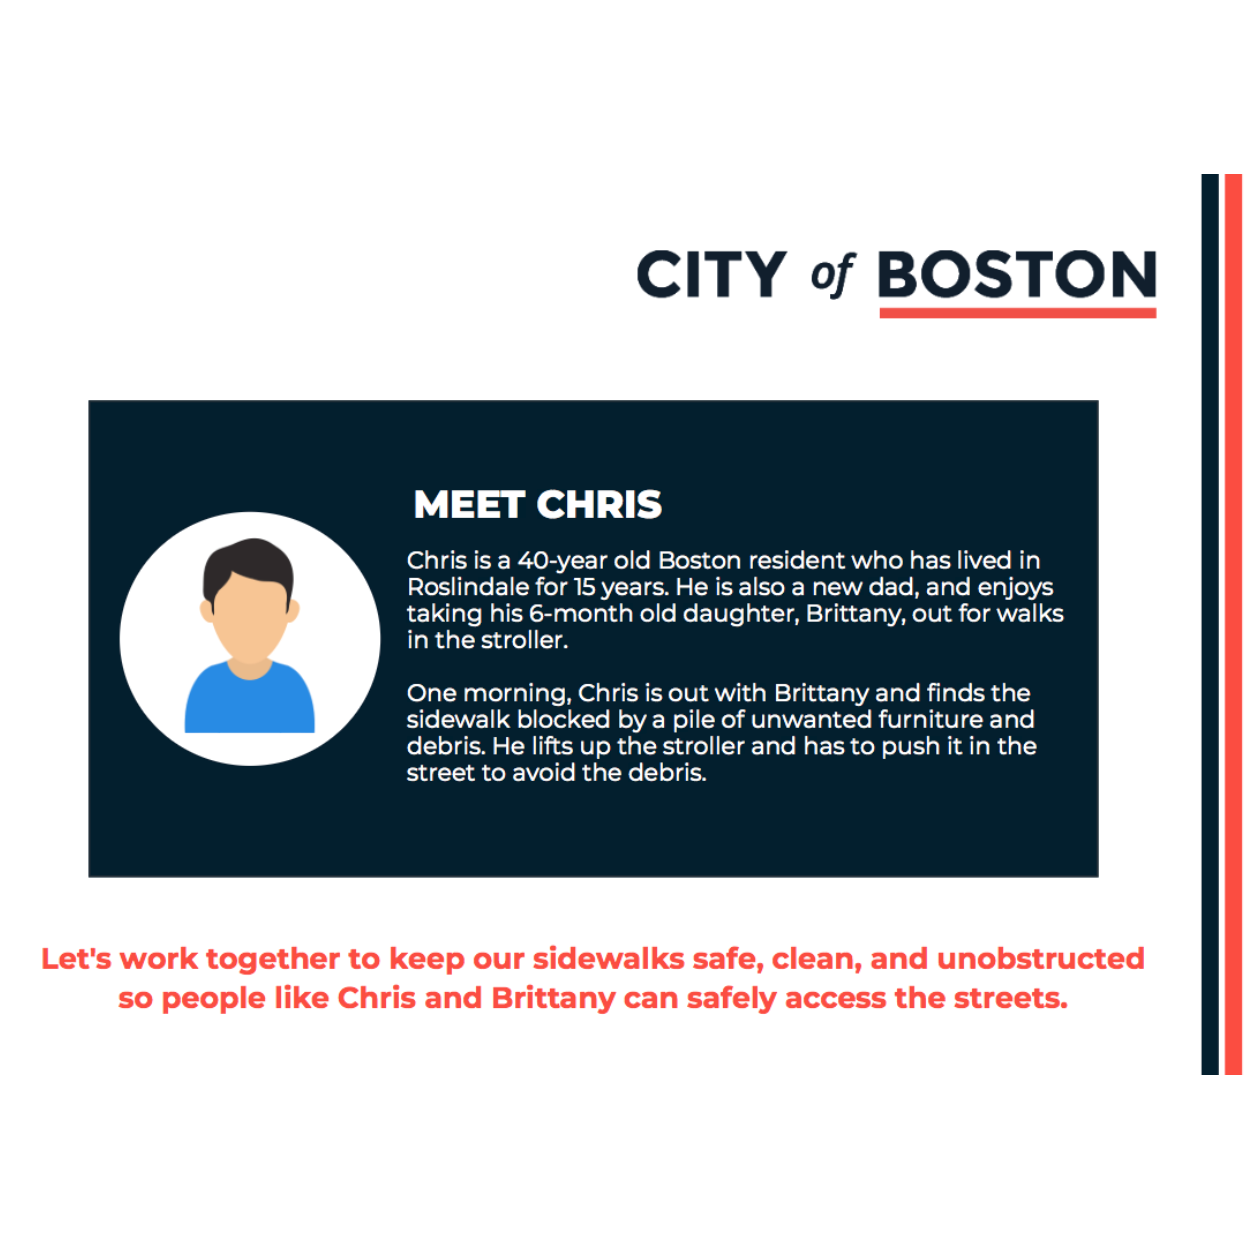 CITY of BOSTON
MEET CHRIS
Chris is a 40-year old Boston resident who has lived in
Roslindale for 15 years. He is also a new dad, and enjoys
taking his 6-month old daughter, Brittany, out for walks
in the stroller.
One morning, Chris is out with Brittany and finds the
sidewalk blocked by a pile of unwanted furniture and
debris. He lifts up the stroller and has to push it in the
street to avoid the debris.
Let's work together to keep our sidewalks safe, clean, and unobstructed
so people like Chris and Brittany can safely access the streets.